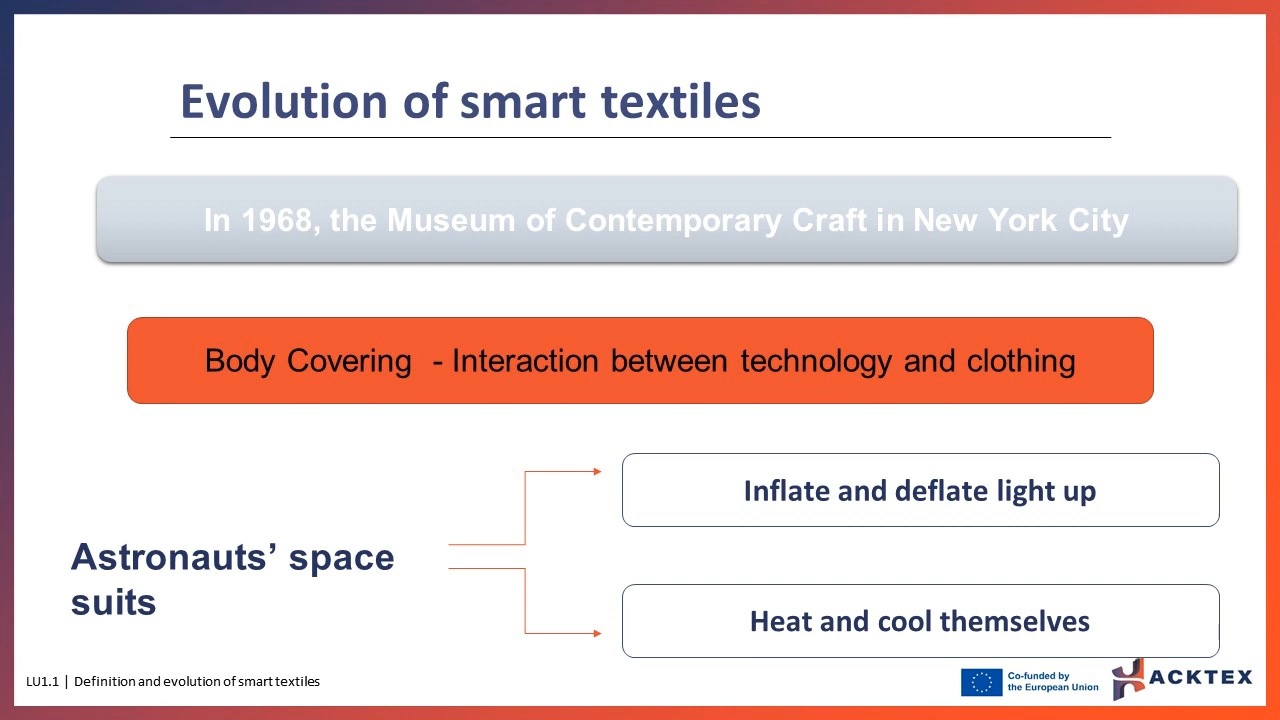 Evolution of smart textiles
In 1968, the Museum of Contemporary Craft in New York City
Body Covering - Interaction between technology and clothing
Inflate and deflate light up
Astronauts’ space
suits
Heat and cool themselves
LU1.1 | Definition and evolution of smart textiles
Co-funded by
the European Union
HACKTEX